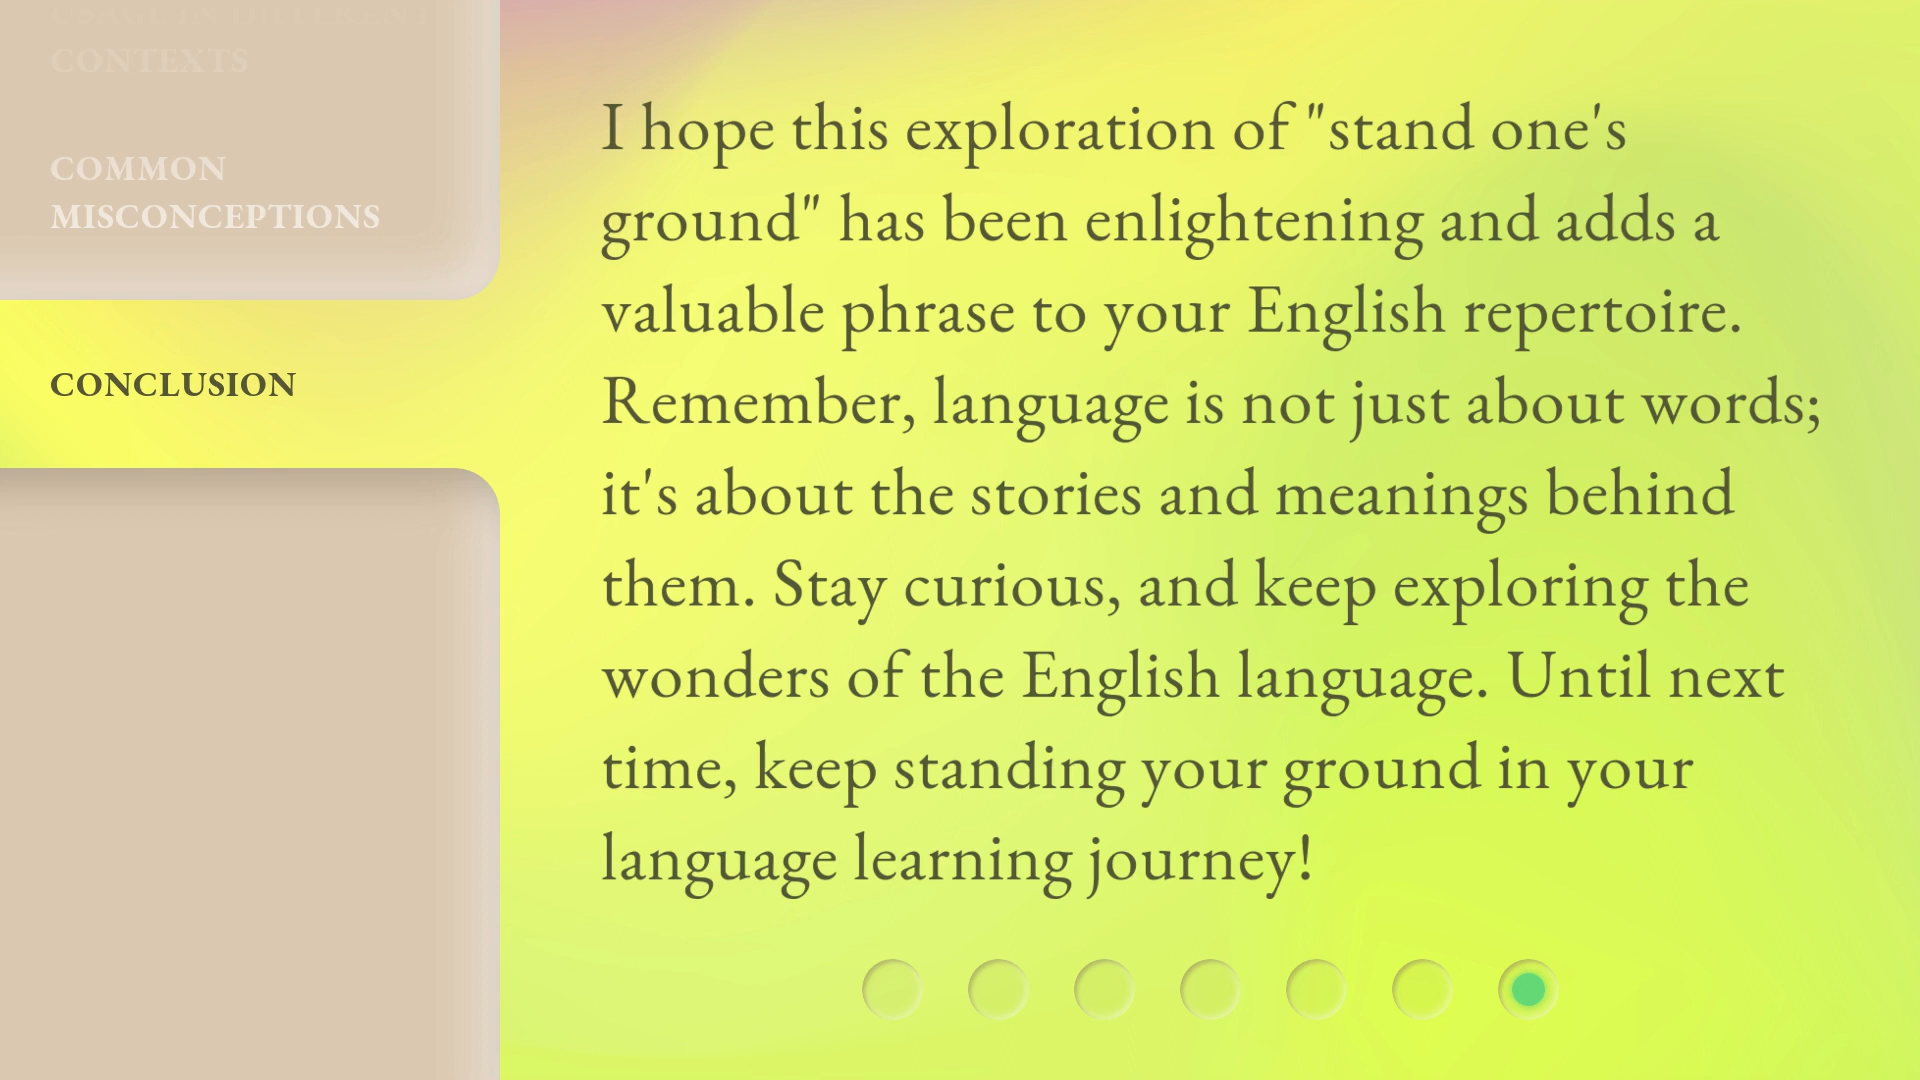 USAGE IN DIFFERENT
CONTEXTS
COMMON
MISCONCEPTIONS
CONCLUSION
I hope this exploration of "stand one's
ground" has been enlightening and adds a
valuable phrase to your English repertoire.
Remember, language is not just about words;
it's about the stories and meanings behind
them. Stay curious, and keep exploring the
wonders of the English language. Until next
time, keep standing your ground in your
language learning journey!